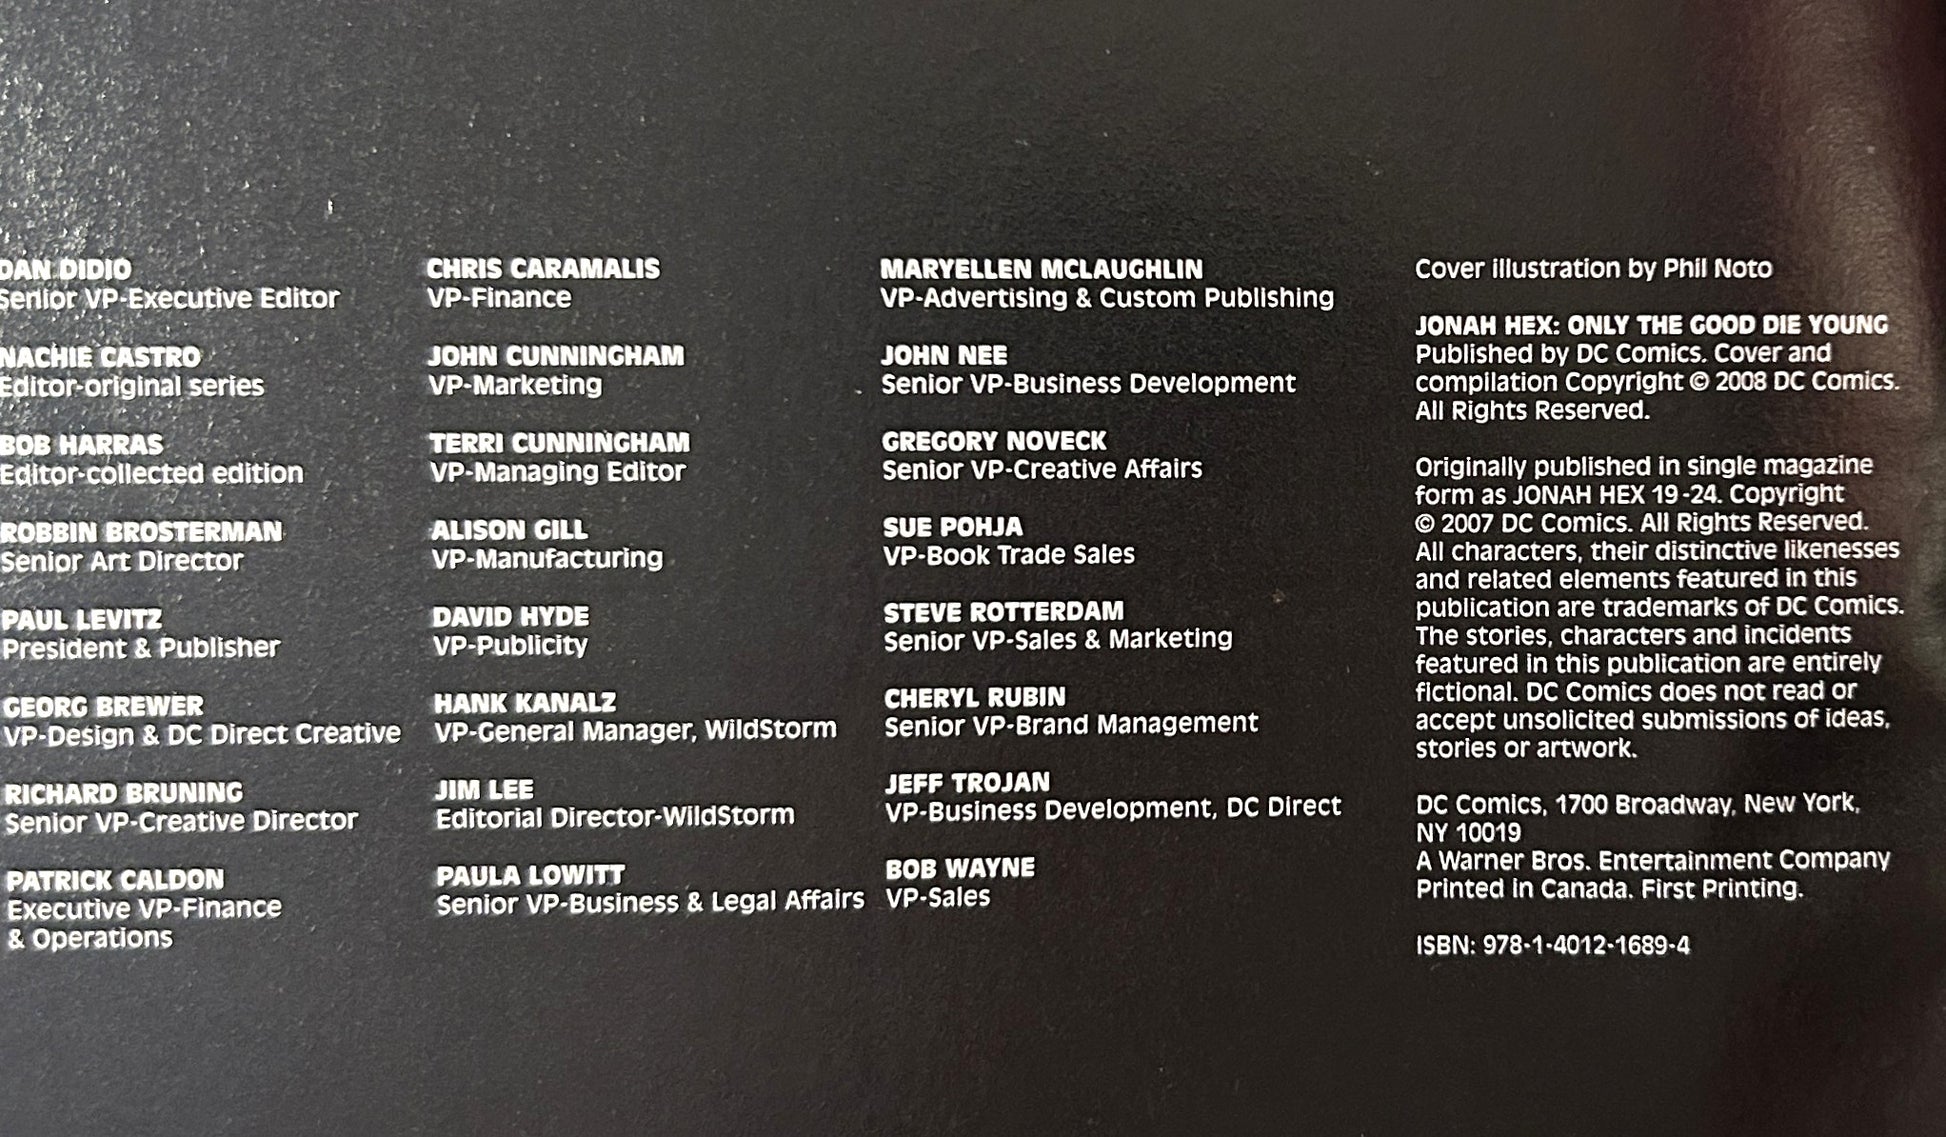 DAN DIDIO
Senior VP-Executive Editor
NACHIE CASTRO
Editor-original series
BOB HARRAS
Editor-collected edition
ROBBIN BROSTERMAN
Senior Art Director
PAUL LEVITZ
President & Publisher
GEORG BREWER
VP-Design & DC Direct Creative
RICHARD BRUNING
Senior VP-Creative Director
PATRICK CALDON
Executive VP-Finance
& Operations
CHRIS CARAMALIS
VP-Finance
JOHN CUNNINGHAM
VP-Marketing
TERRI CUNNINGHAM
VP-Managing Editor
ALISON GILL
VP-Manufacturing
DAVID HYDE
VP-Publicity
HANK KANALZ
VP-General Manager, WildStorm
JIM LEE
Editorial Director-WildStorm
PAULA LOWITT
Senior VP-Business & Legal Affairs
MARYELLEN MCLAUGHLIN
VP-Advertising & Custom Publishing
JOHN NEE
Senior VP-Business Development
GREGORY NOVECK
Senior VP-Creative Affairs
SUE POHJA
VP-Book Trade Sales
STEVE ROTTERDAM
Senior VP-Sales & Marketing
CHERYL RUBIN
Senior VP-Brand Management
JEFF TROJAN
VP-Business Development, DC Direct
BOB WAYNE
VP-Sales
Cover illustration by Phil Noto
JONAH HEX: ONLY THE GOOD DIE YOUNG
Published by DC Comics. Cover and
compilation Copyright © 2008 DC Comics.
All Rights Reserved.
Originally published in single magazine
form as JONAH HEX 19-24. Copyright
© 2007 DC Comics. All Rights Reserved.
All characters, their distinctive likenesses
and related elements featured in this
publication are trademarks of DC Comics.
The stories, characters and incidents
featured in this publication are entirely
fictional. DC Comics does not read or
accept unsolicited submissions of ideas,
stories or artwork.
DC Comics, 1700 Broadway, New York,
NY 10019
A Warner Bros. Entertainment Company
Printed in Canada. First Printing.
ISBN: 978-1-4012-1689-4